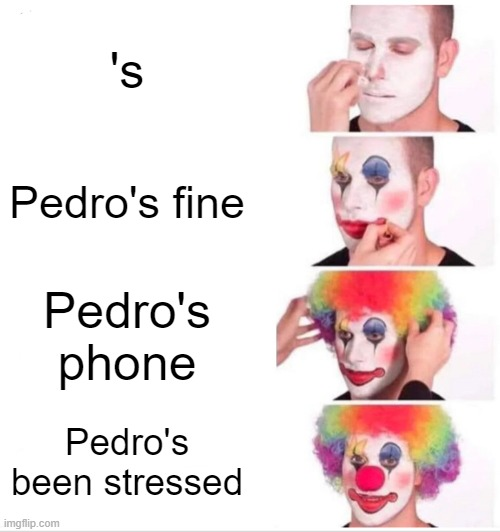 's
Pedro's fine
Pedro's
phone
Pedro's
been stressed
imgflip.com